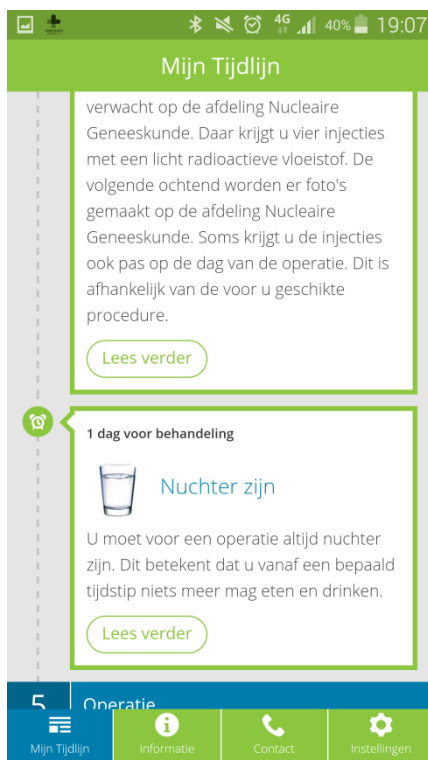 4G
40%
19:07
Mijn Tijdlijn
verwacht op de afdeling Nucleaire
Geneeskunde. Daar krijgt u vier injecties
met een licht radioactieve vloeistof. De
volgende ochtend worden er foto's
gemaakt op de afdeling Nucleaire
Geneeskunde. Soms krijgt u de injecties
ook pas op de dag van de operatie. Dit is
afhankelijk van de voor u geschikte
procedure.
Lees verder
1 dag voor behandeling
Nuchter zijn
U moet voor een operatie altijd nuchter
zijn. Dit betekent dat u vanaf een bepaald
tijdstip niets meer mag eten en drinken.
Lees verder
5 Operatie
Mijn Tijdlijn
Informatie
Contact
Instellingen